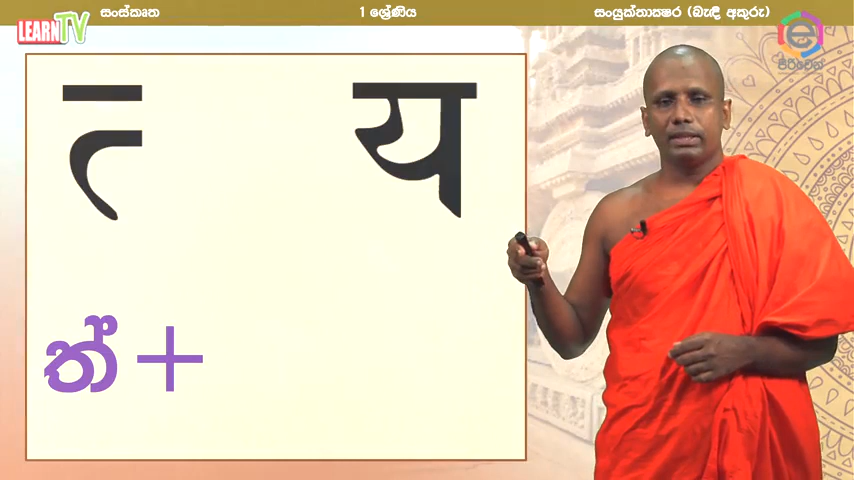 සංස්කෘත
1 ශ්‍රේණිය
සංයුක්තාක්ෂර (බැඳි අකුරු)
LEARN TV
e
පිරිවෙන්
त् य
ත් +